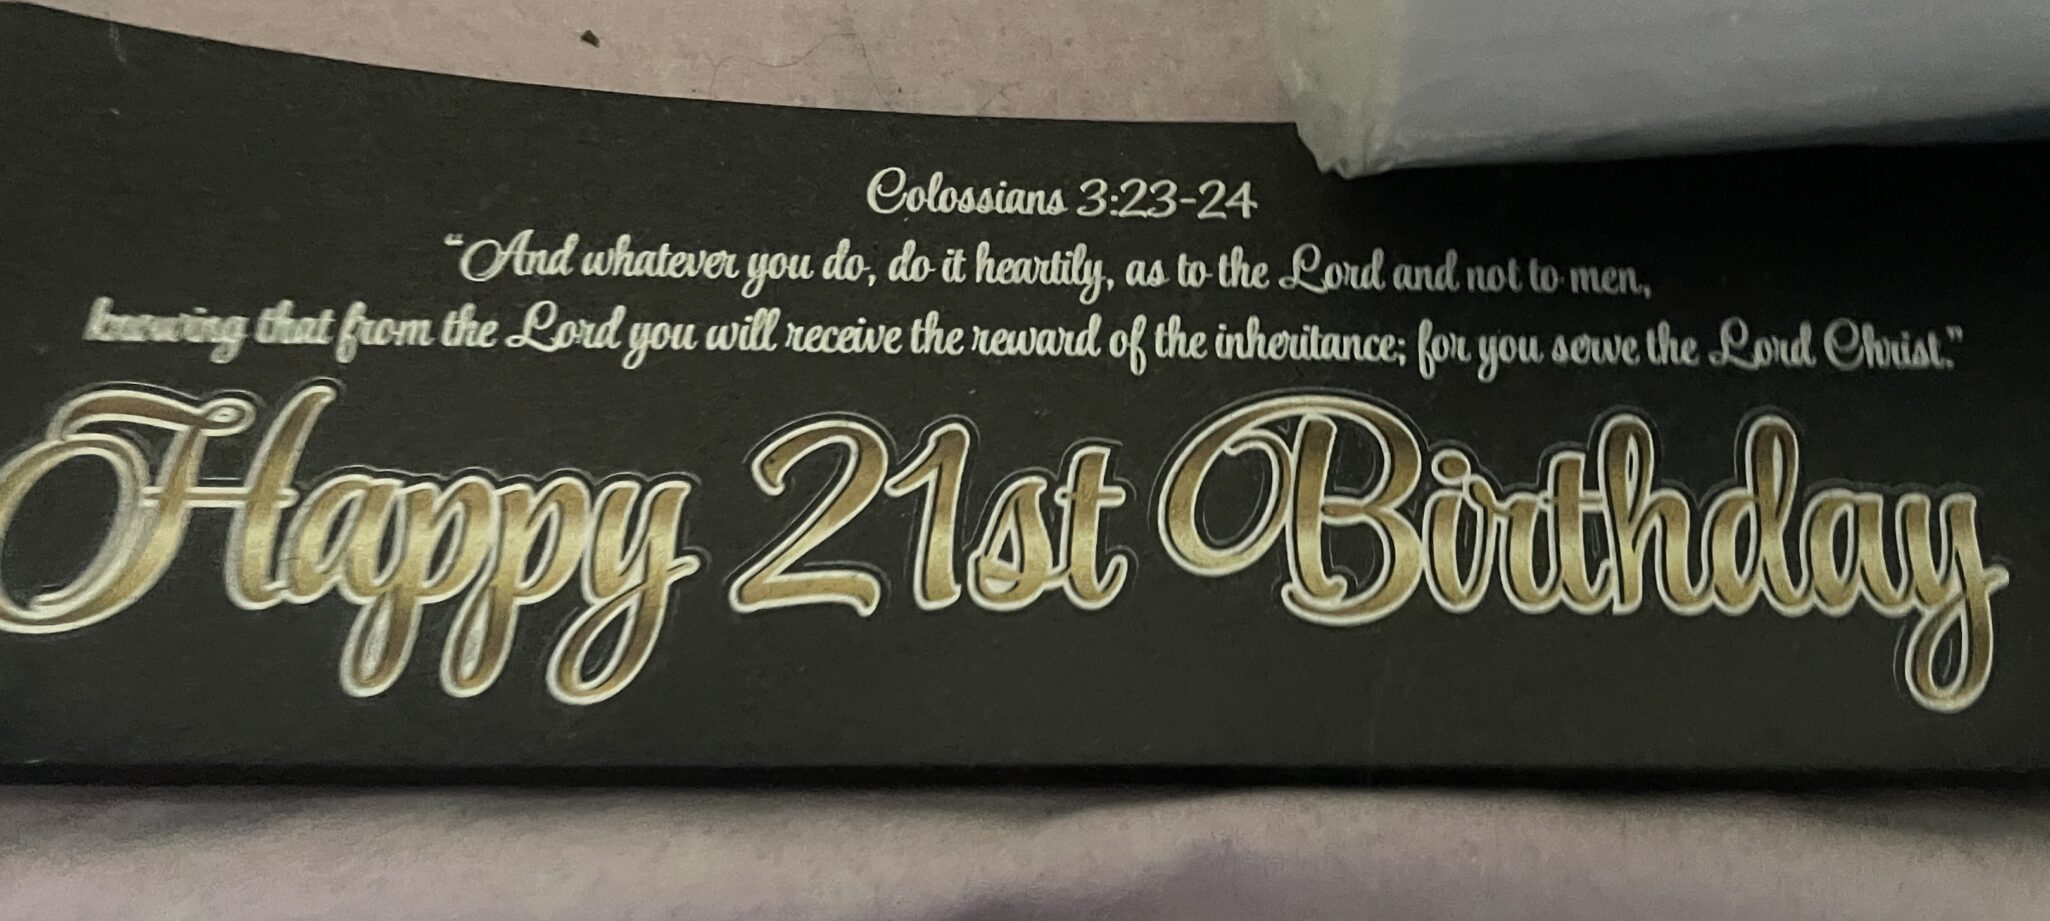 Colossians 3:23-24
“And whatever you do, do it heartily, as to the Lord and not to men,
knowing that from the Lord you will receive the reward of the inheritance; for you serve the Lord Christ.”
Happy 21st Birthday